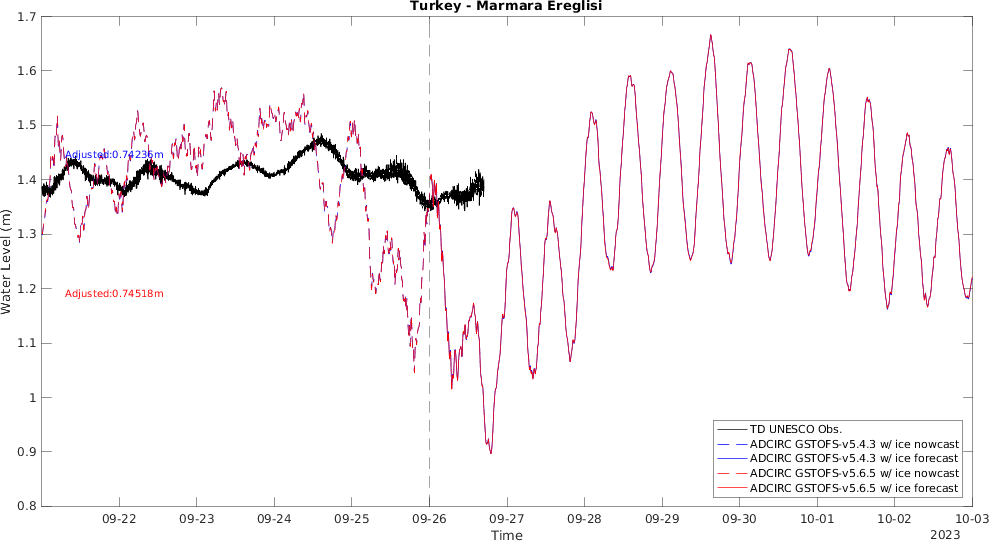 Turkey - Marmara Ereglisi
1.7
1.6
1.5
1.4
1.3
1.2
1.1
1
0.9
0.8
Water Level (m)
Adjusted:0.74236m
Adjusted:0.74518m
TD UNESCO Obs.
ADCIRC GSTOFS-v5.4.3 w/ ice nowcast
ADCIRC GSTOFS-v5.4.3 w/ ice forecast
ADCIRC GSTOFS-v5.6.5 w/ ice nowcast
ADCIRC GSTOFS-v5.6.5 w/ ice forecast
09-22 09-23 09-24 09-25 09-26 09-27 09-28 09-29 09-30 10-01 10-02 10-03
Time
2023